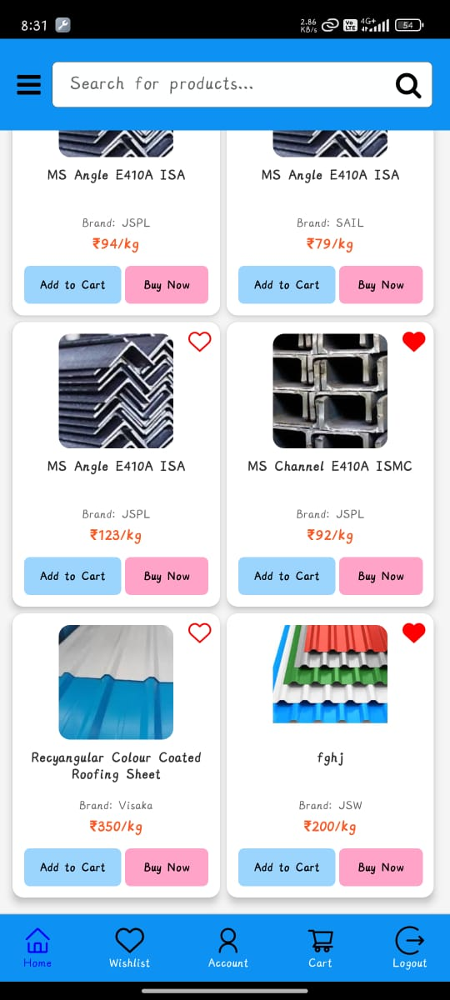 8:31
2.86
KB/s
Vo
LTE
4G+
54
Search for products...
MS Angle E410A ISA
Brand: JSPL
₹94/kg
Add to Cart
Buy Now
MS Angle E410A ISA
Brand: SAIL
₹79/kg
Add to Cart
Buy Now
MS Angle E410A ISA
Brand: JSPL
₹123/kg
Add to Cart
Buy Now
MS Channel E410A ISMC
Brand: JSPL
₹92/kg
Add to Cart
Buy Now
Recyangular Colour Coated
Roofing Sheet
Brand: Visaka
₹350/kg
Add to Cart
Buy Now
fghj
Brand: JSW
₹200/kg
Add to Cart
Buy Now
Home
Wishlist
Account
Cart
Logout